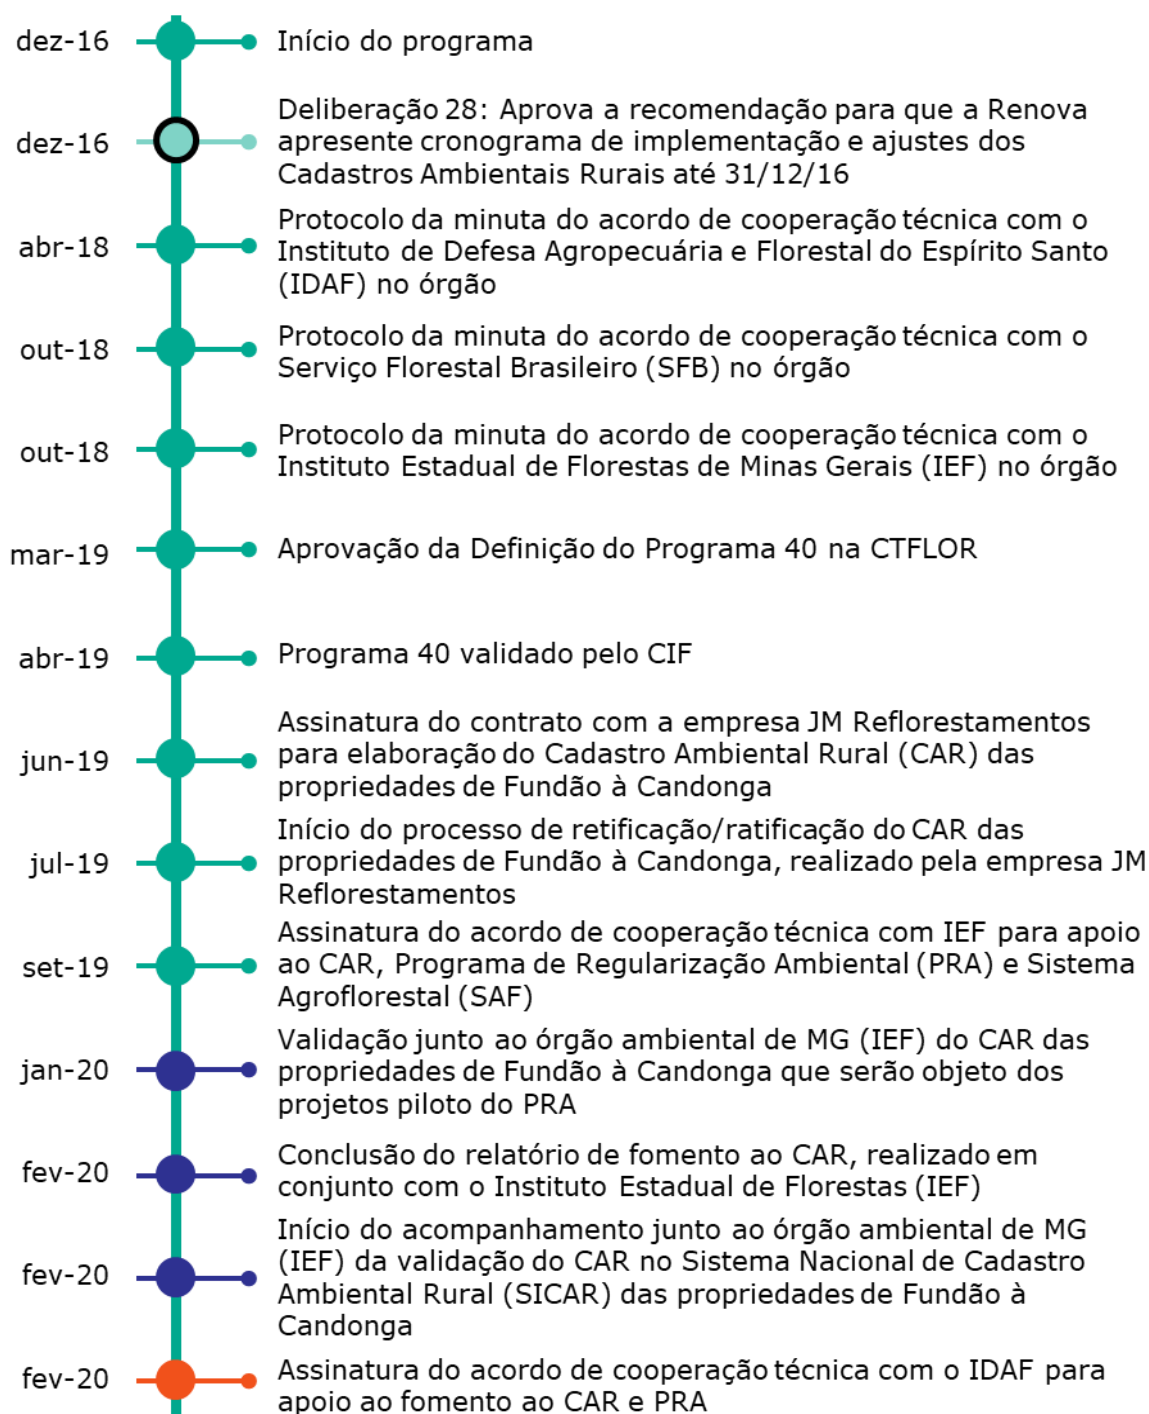 dez-16
Início do programa
dez-16
Deliberação 28: Aprova a recomendação para que a Renova
apresente cronograma de implementação e ajustes dos
Cadastros Ambientais Rurais até 31/12/16
abr-18
Protocolo da minuta do acordo de cooperação técnica com o
Instituto de Defesa Agropecuária e Florestal do Espírito Santo
(IDAF) no órgão
out-18
Protocolo da minuta do acordo de cooperação técnica com o
Serviço Florestal Brasileiro (SFB) no órgão
out-18
Protocolo da minuta do acordo de cooperação técnica com o
Instituto Estadual de Florestas de Minas Gerais (IEF) no órgão
mar-19
Aprovação da Definição do Programa 40 na CTFLOR
abr-19
Programa 40 validado pelo CIF
jun-19
Assinatura do contrato com a empresa JM Reflorestamentos
para elaboração do Cadastro Ambiental Rural (CAR) das
propriedades de Fundão à Candonga
jul-19
Início do processo de retificação/ratificação do CAR das
propriedades de Fundão à Candonga, realizado pela empresa JM
Reflorestamentos
set-19
Assinatura do acordo de cooperação técnica com IEF para apoio
ao CAR, Programa de Regularização Ambiental (PRA) e Sistema
Agroflorestal (SAF)
jan-20
Validação junto ao órgão ambiental de MG (IEF) do CAR das
propriedades de Fundão à Candonga que serão objeto dos
projetos piloto do PRA
fev-20
Conclusão do relatório de fomento ao CAR, realizado em
conjunto com o Instituto Estadual de Florestas (IEF)
fev-20
Início do acompanhamento junto ao órgão ambiental de MG
(IEF) da validação do CAR no Sistema Nacional de Cadastro
Ambiental Rural (SICAR) das propriedades de Fundão à
Candonga
fev-20
Assinatura do acordo de cooperação técnica com o IDAF para
apoio ao fomento ao CAR e PRA